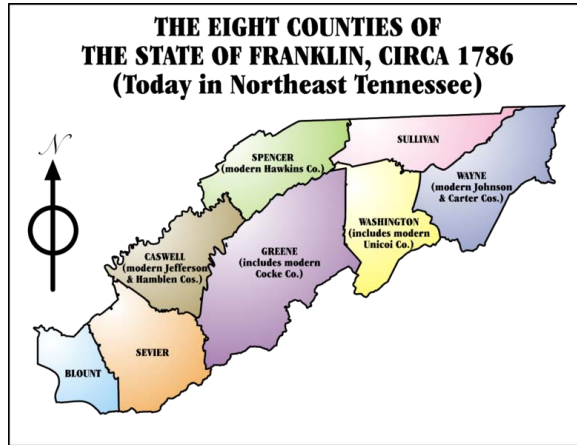 THE EIGHT COUNTIES OF
THE STATE OF FRANKLIN, CIRCA 1786
(Today in Northeast Tennessee)
N
SULLIVAN
SPENCER
(modern Hawkins Co.)
WAYNE
(modern Johnson
& Carter Cos.)
WASHINGTON
(includes modern
Unicoi Co.)
GREENE
(includes modern
Cocke Co.)
CASWELL
(modern Jefferson
& Hamblen Cos.)
SEVIER
BLOUNT